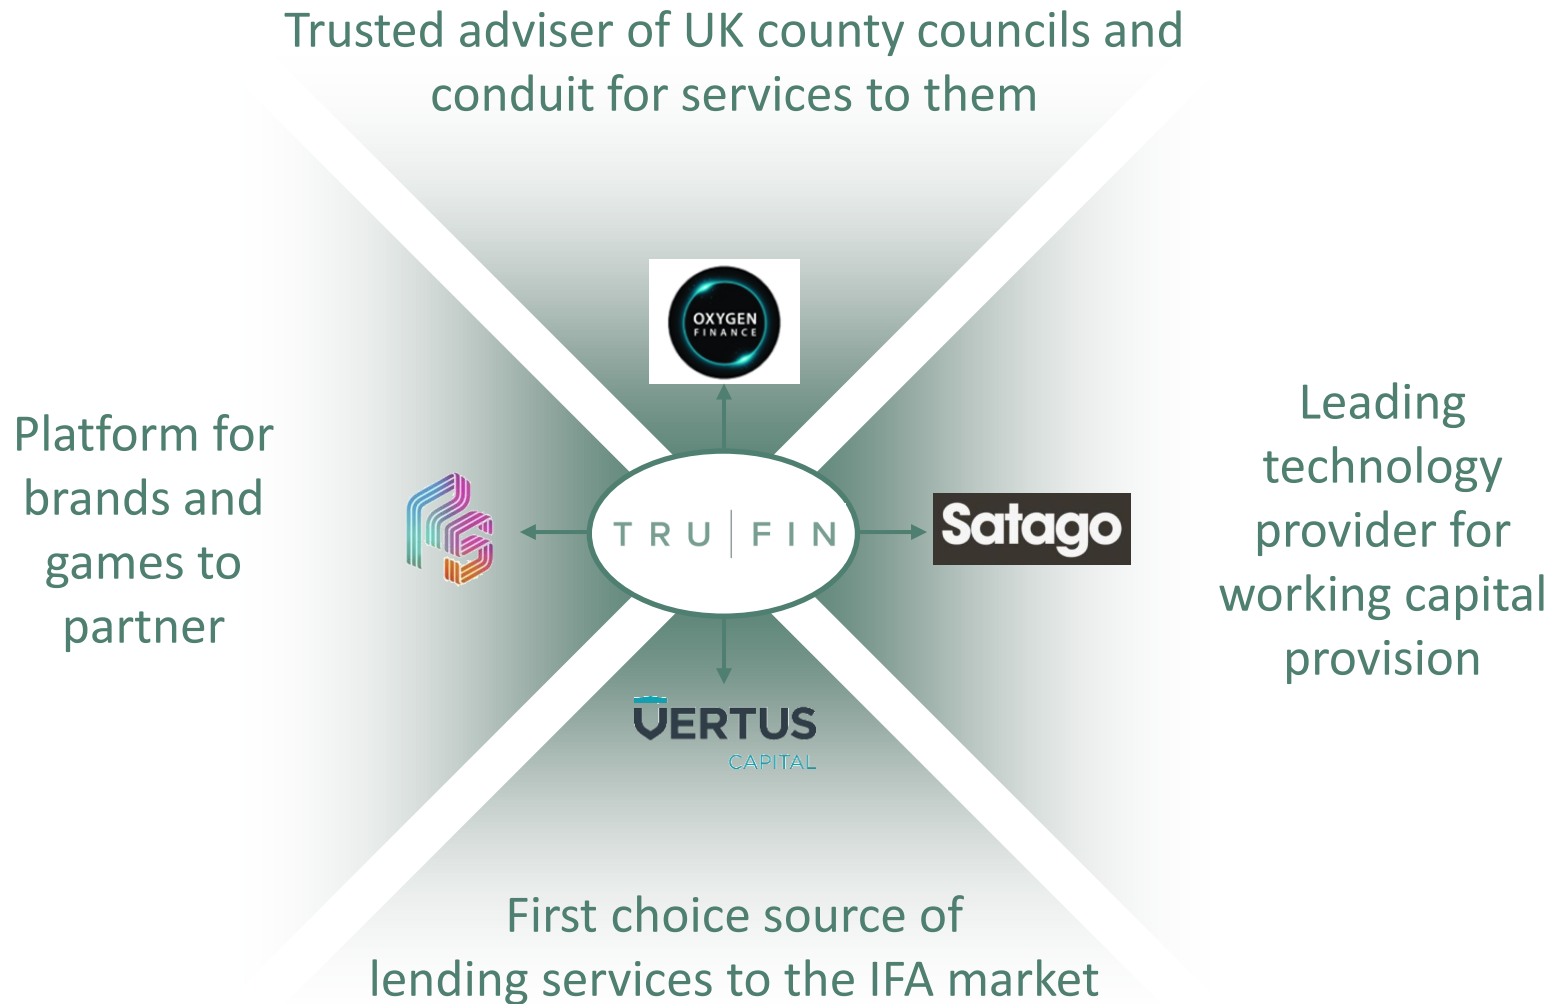 Trusted adviser of UK county councils and
conduit for services to them
OXYGEN
FINANCE
Platform for
brands and
games to
partner
TRU|FIN
Satago
Leading
technology
provider for
working capital
provision
VERTUS
CAPITAL
First choice source of
lending services to the IFA market